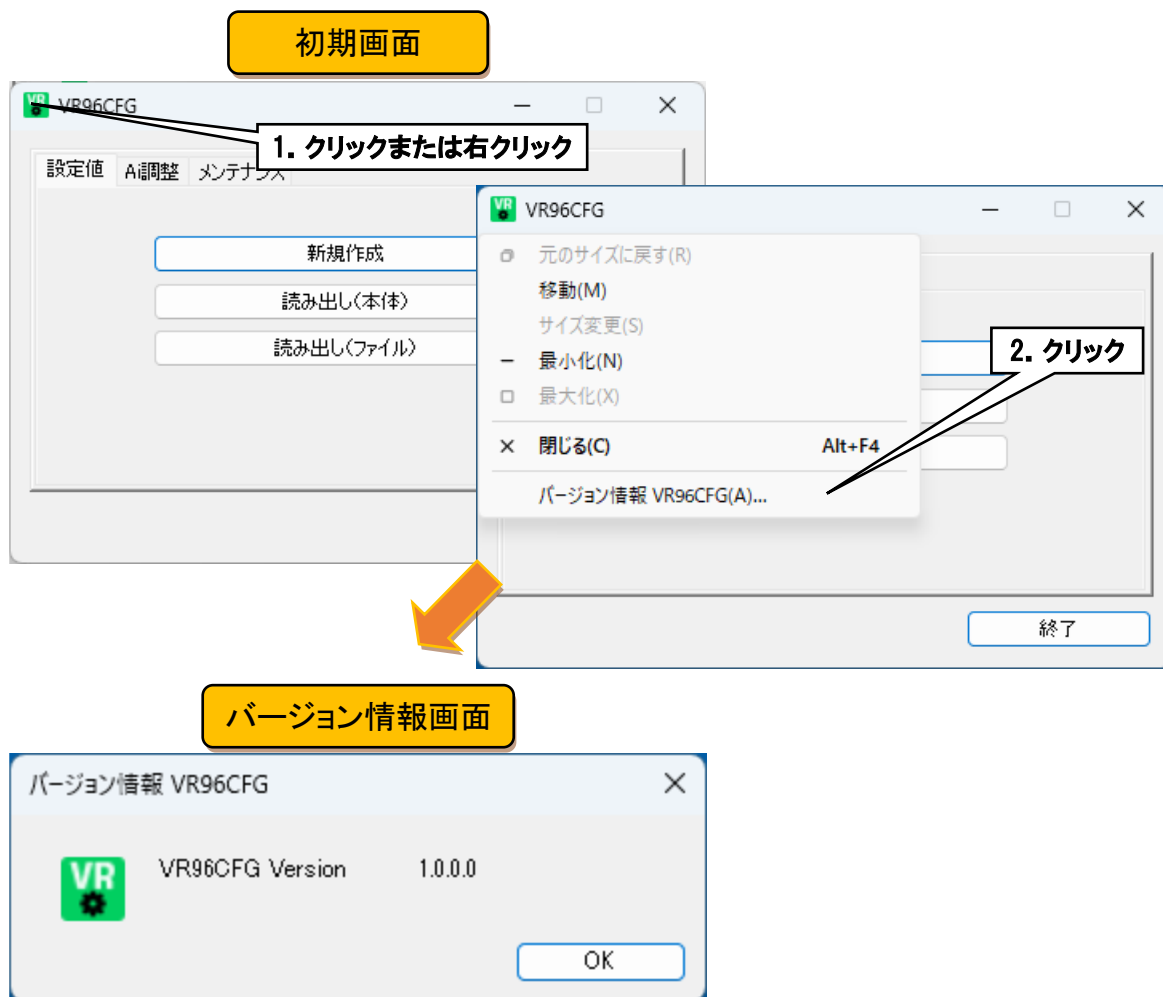 初期画面
VR96CFG
1. クリックまたは右クリック
設定値 Ai調整 メンテナンス
新規作成
読み出し(本体)
読み出し(ファイル)
VR96CFG
元のサイズに戻す(R)
移動(M)
サイズ変更(S)
最小化(N)
最大化(X)
閉じる(C) Alt+F4
バージョン情報 VR96CFG(A)...
2. クリック
終了
バージョン情報画面
バージョン情報 VR96CFG
VR
VR96CFG Version 1.0.0.0
OK